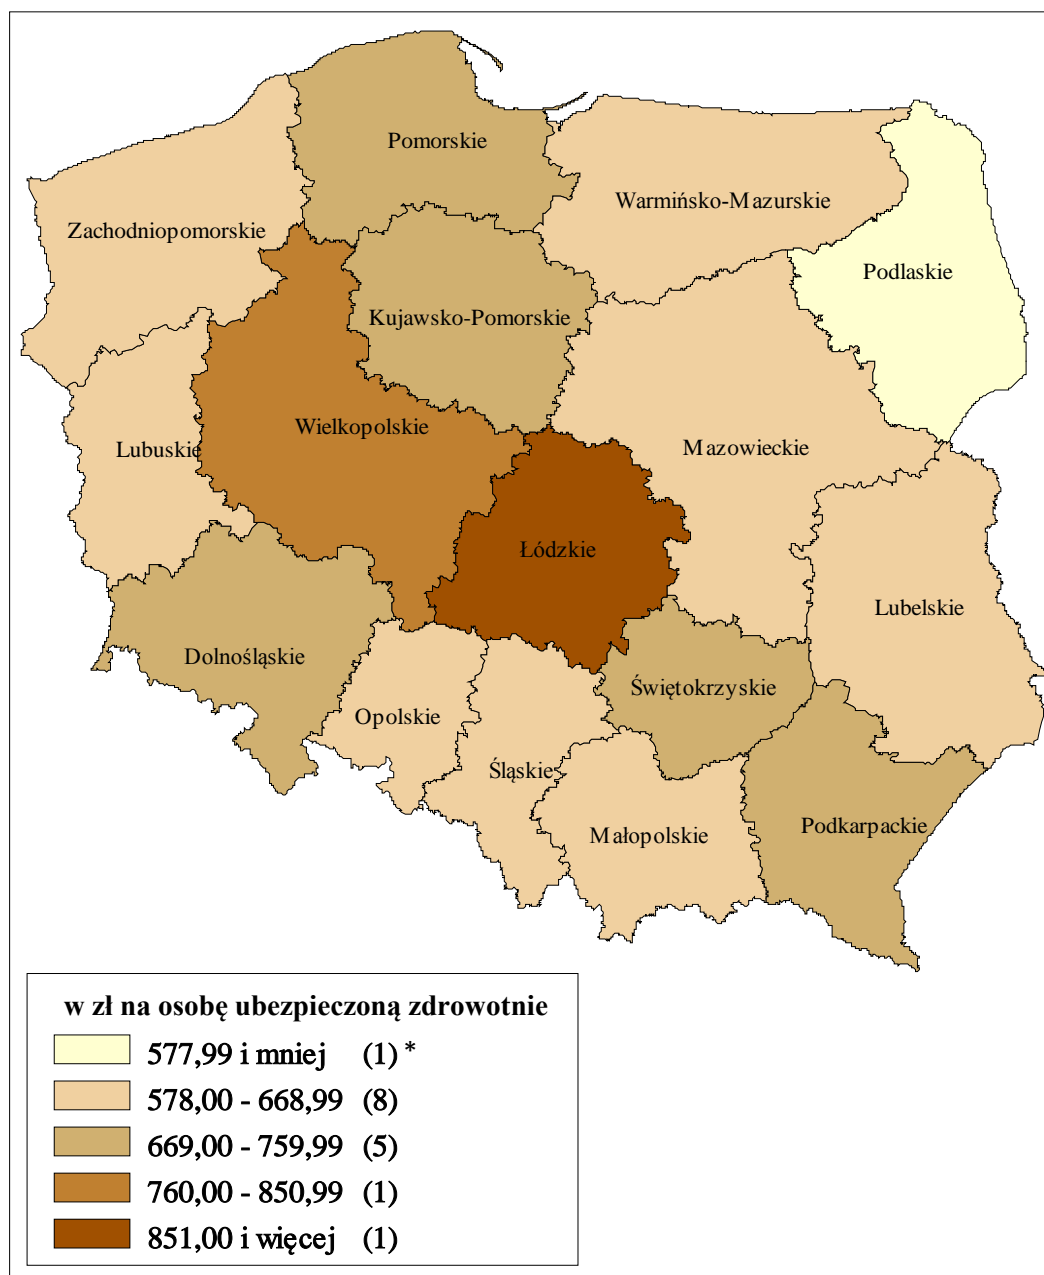 Pomorskie
Warmińsko-Mazurskie
Zachodniopomorskie
Podlaskie
Kujawsko-Pomorskie
Wielkopolskie
Mazowieckie
Lubuskie
Łódzkie
Lubelskie
Dolnośląskie
Świętokrzyskie
Opolskie
Śląskie
Podkarpackie
Małopolskie
w zł na osobę ubezpieczoną zdrowotnie
577,99 i mniej (1) *
578,00 - 668,99 (8)
669,00 - 759,99 (5)
760,00 - 850,99 (1)
851,00 i więcej (1)